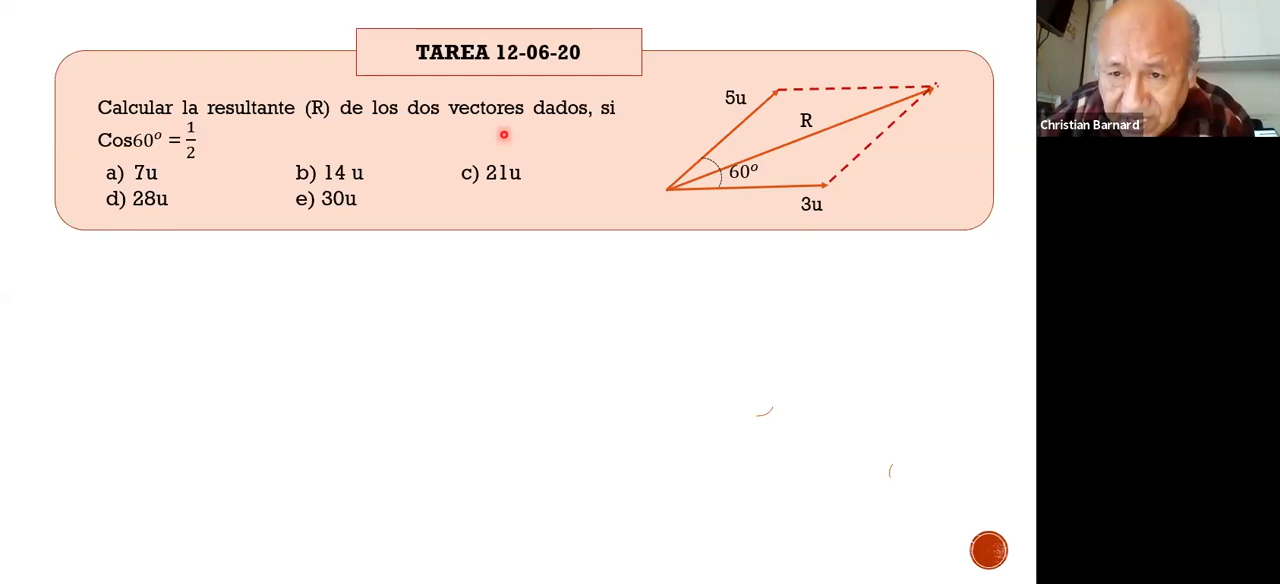 TAREA 12-06-20
Calcular la resultante (R) de los dos vectores dados, si
Cos60° = 1/2
a) 7u b) 14 u c) 21u
d) 28u e) 30u
5u
R
60°
3u
Christian Barnard